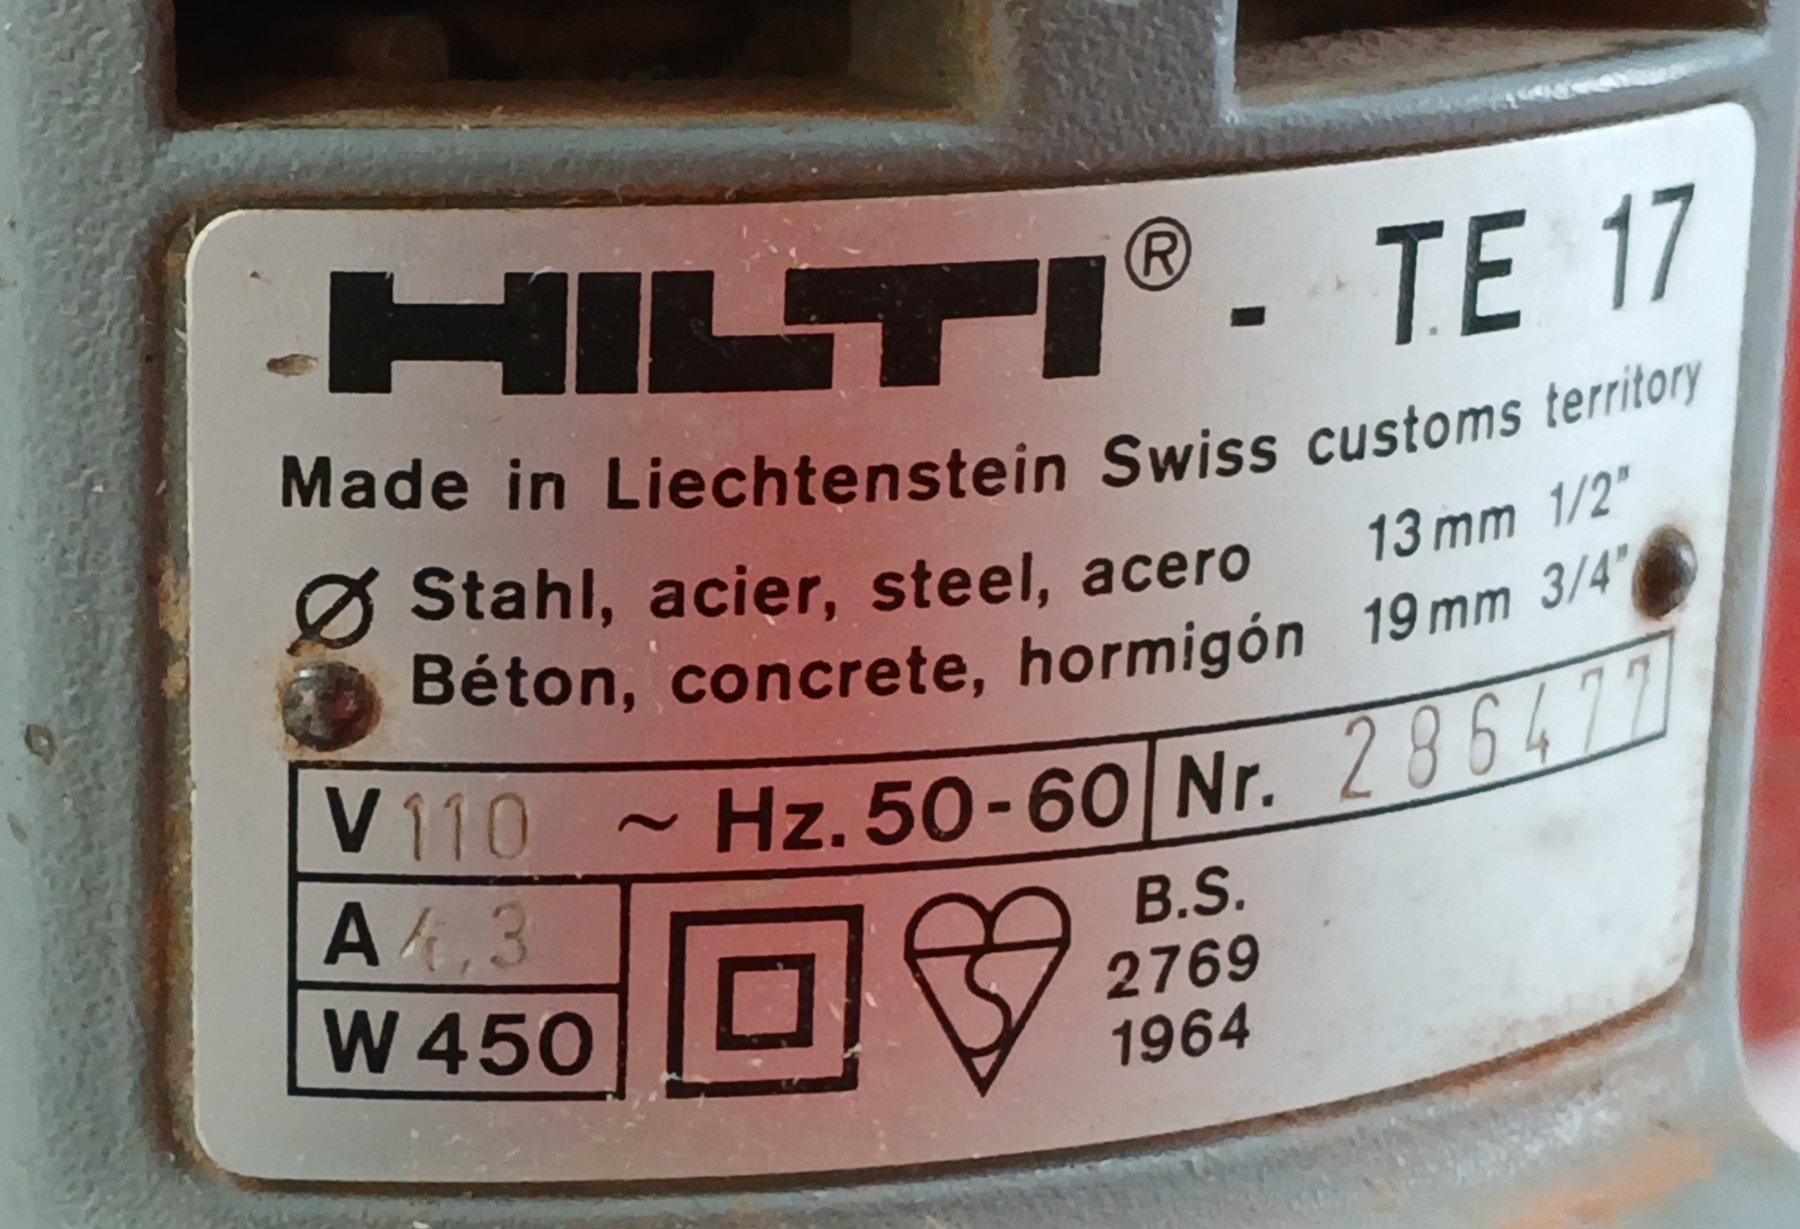 HILTI® - TE 17
Made in Liechtenstein Swiss customs territory
Ø Stahl, acier, steel, acero 13 mm 1/2"
Béton, concrete, hormigón 19 mm 3/4"
V 110 ~ Hz. 50-60 Nr. 286477
A 4,3
W 450
B.S.
2769
1964